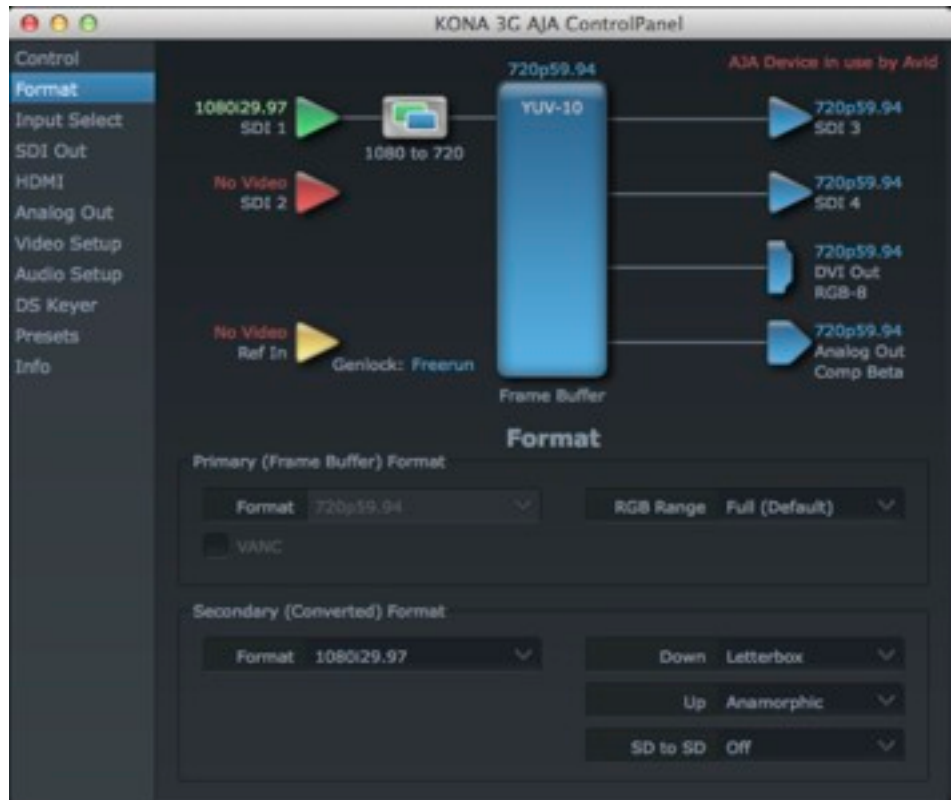 KONA 3G AJA ControlPanel
Control
Format
Input Select
SDI Out
HDMI
Analog Out
Video Setup
Audio Setup
DS Keyer
Presets
Info
AJA Device in use by Avid
720p59.94
YUV-10
1080i29.97
SDI 1
1080 to 720
No Video
SDI 2
No Video
Ref In
Genlock: Freerun
Frame Buffer
720p59.94
SDI 3
720p59.94
SDI 4
720p59.94
DVI Out
RGB-8
720p59.94
Analog Out
Comp Beta
Format
Primary (Frame Buffer) Format
Format 720p59.94
RGB Range Full (Default)
VANC
Secondary (Converted) Format
Format 1080i29.97
Down Letterbox
Up Anamorphic
SD to SD Off